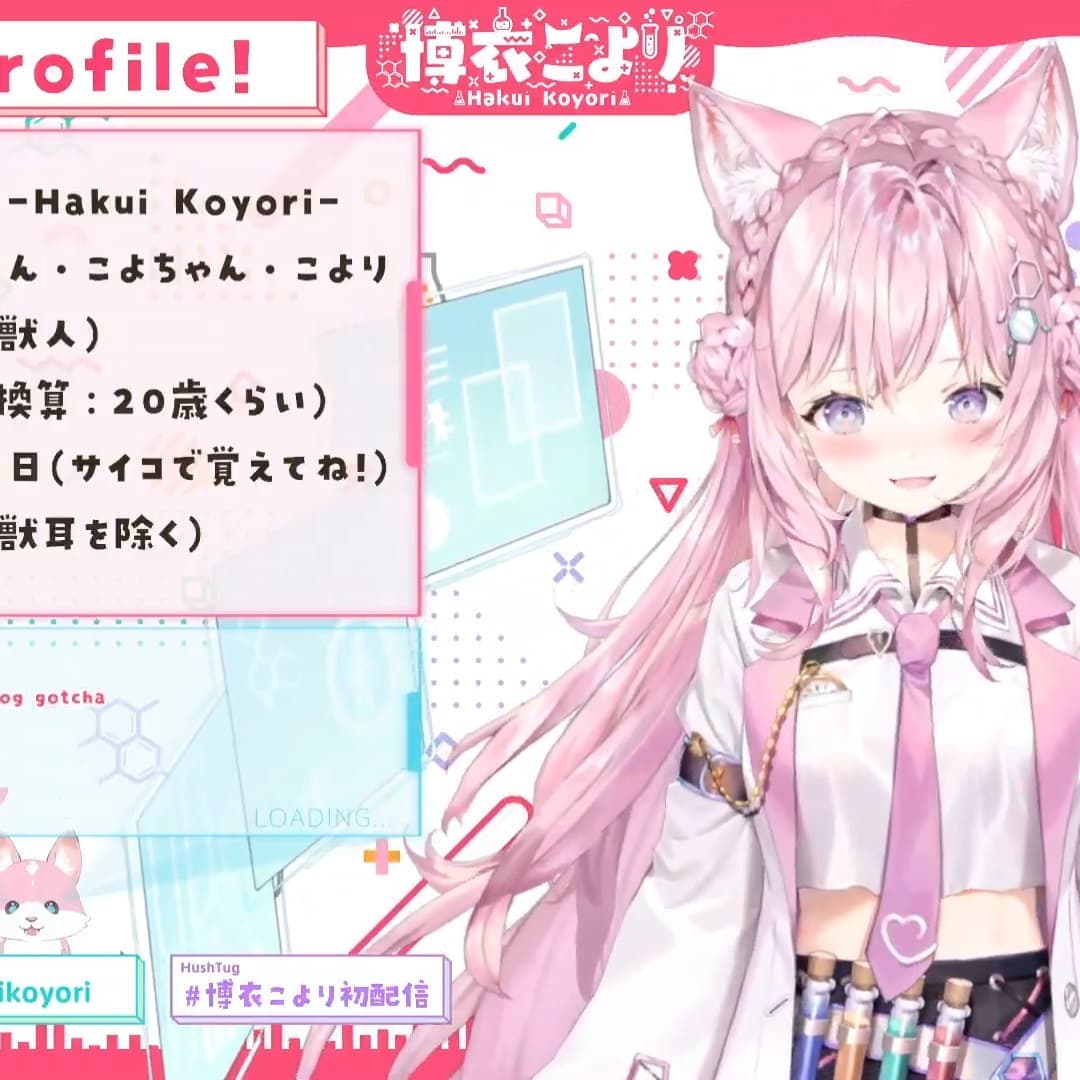 rofile!
博衣こより
Hakui Koyori
-Hakui Koyori-
ん・こよちゃん・こより
獣人)
換算:20歳くらい)
日(サイコで覚えてね!)
獣耳を除く)
og gotcha
LOADING...
ikoyori
HushTug
#博衣こより初配信